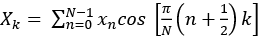 X_k = ∑_{n=0}^{N-1} x_n cos [π/N (n + 1/2) k]